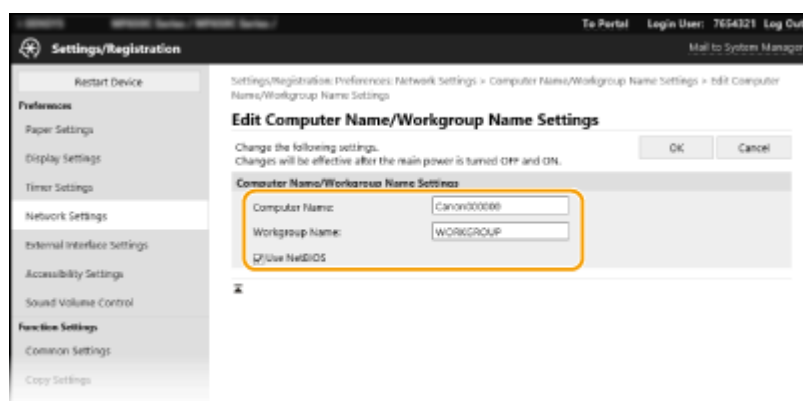 To Portal Login User: 7654321 Log Out
Settings/Registration
Mail to System Manager
Restart Device
Settings/Registration: Preferences: Network Settings > Computer Name/Workgroup Name Settings > Edit Computer
Name/Workgroup Name Settings
Preferences
Edit Computer Name/Workgroup Name Settings
Paper Settings
Change the following settings.
Changes will be effective after the main power is turned OFF and ON.
OK Cancel
Display Settings
Computer Name/Workgroup Name Settings
Timer Settings
Computer Name:
Canon000000
Network Settings
Workgroup Name:
WORKGROUP
External Interface Settings
Use NetBIOS
Accessibility Settings
Sound Volume Control
Function Settings
Common Settings
Copy Settings